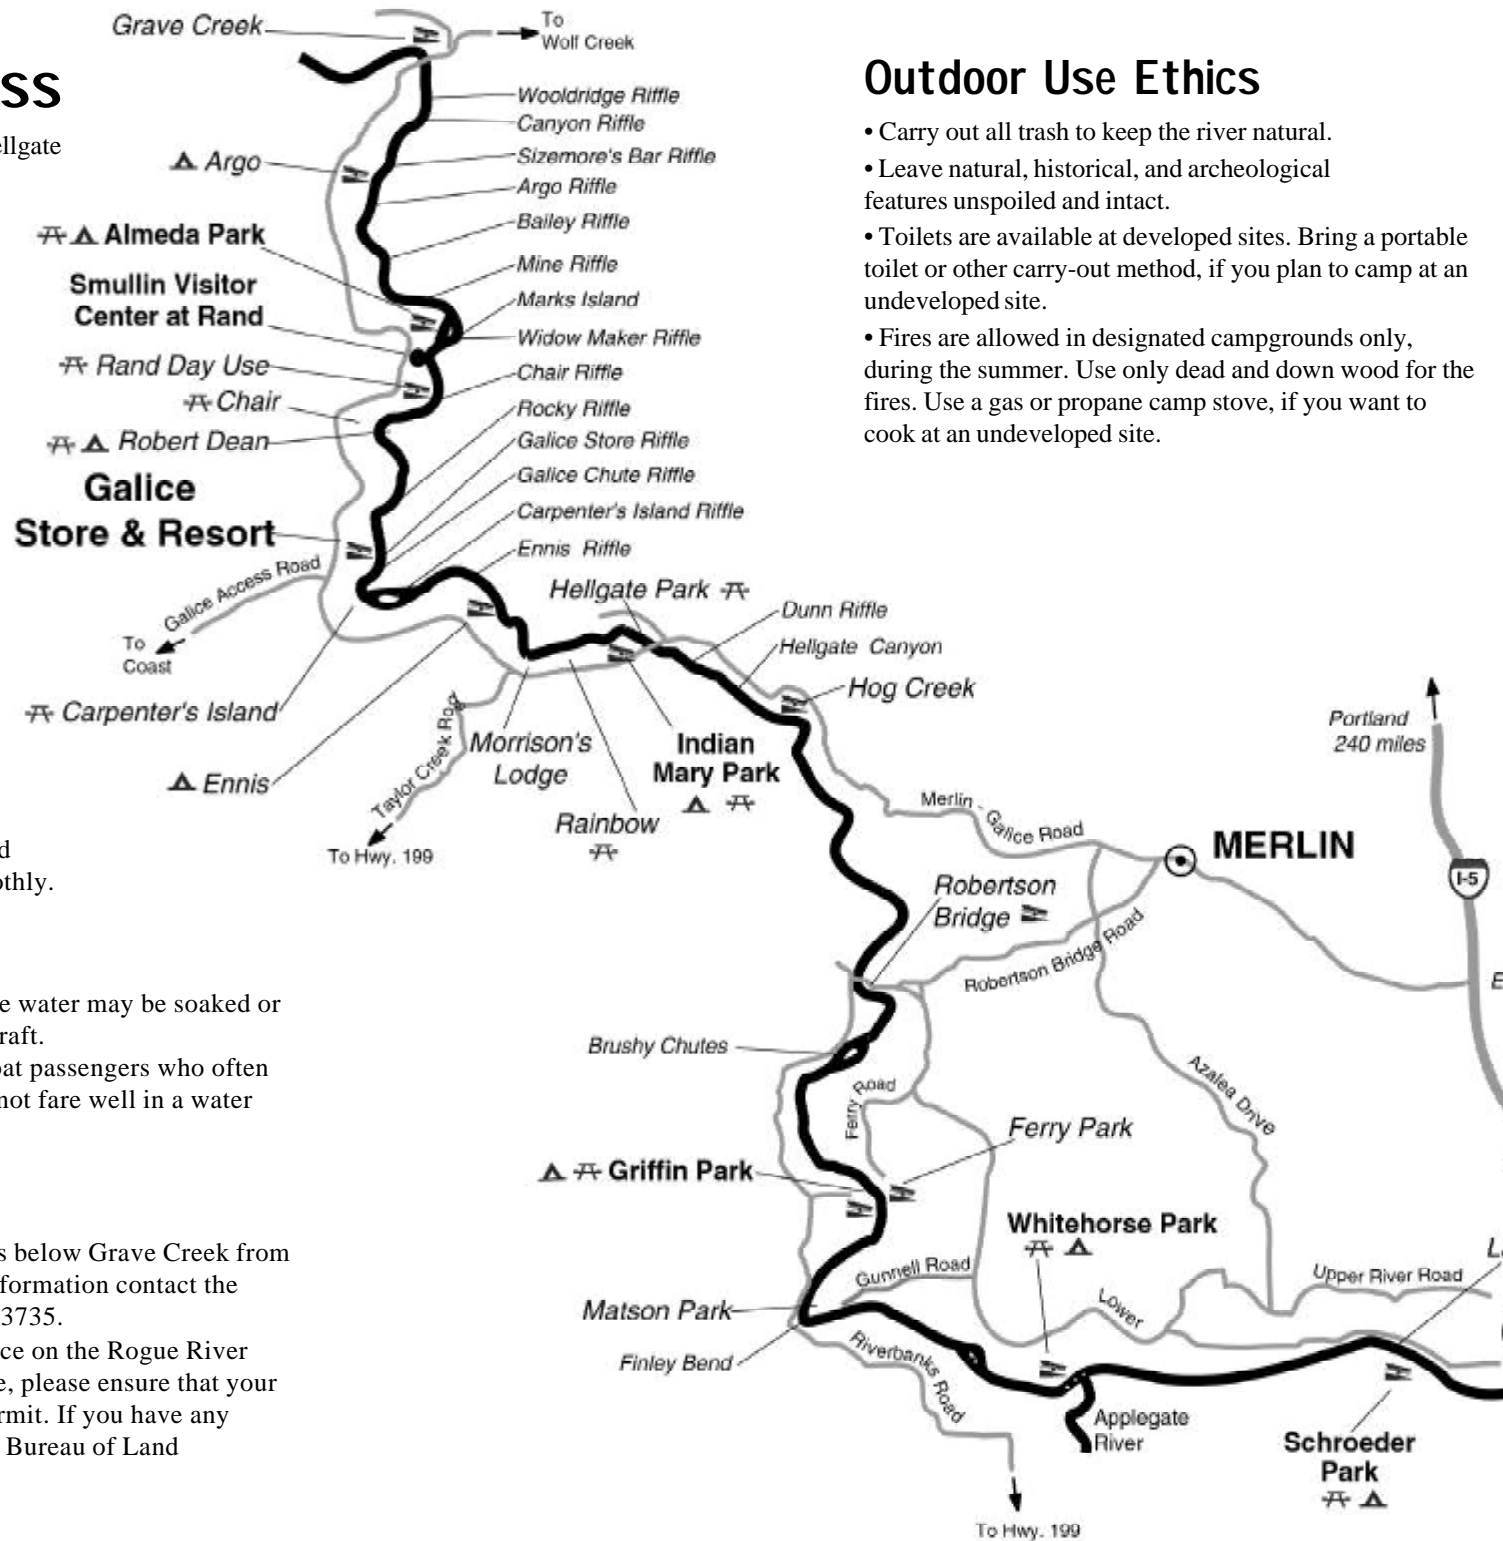 Grave Creek
To
Wolf Creek
ss
ellgate
Wooldridge Riffle
Canyon Riffle
Sizemore's Bar Riffle
Argo
Argo Riffle
Bailey Riffle
Almeda Park
Mine Riffle
Smullin Visitor
Center at Rand
Marks Island
Widow Maker Riffle
Rand Day Use
Chair Riffle
Chair
Rocky Riffle
Robert Dean
Galice Store Riffle
Galice Chute Riffle
Galice
Store & Resort
Carpenter's Island Riffle
Ennis Riffle
Galice Access Road
To
Coast
Hellgate Park
Dunn Riffle
Hellgate Canyon
Hog Creek
Carpenter's Island
Ennis
Taylor Creek
To Hwy. 199
Morrison's
Lodge
Rainbow
Indian
Mary Park
Outdoor Use Ethics
• Carry out all trash to keep the river natural.
• Leave natural, historical, and archeological
features unspoiled and intact.
• Toilets are available at developed sites. Bring a portable
toilet or other carry-out method, if you plan to camp at an
undeveloped site.
• Fires are allowed in designated campgrounds only,
during the summer. Use only dead and down wood for the
fires. Use a gas or propane camp stove, if you want to
cook at an undeveloped site.
Portland
240 miles
I-5
Merlin - Galice Road
MERLIN
Robertson
Bridge
Robertson Bridge Road
E
Brushy Chutes
Ferry Road
Azalea Drive
Ferry Park
Griffin Park
Whitehorse Park
Gunnell Road
Lower
Upper River Road
L
Matson Park
Finley Bend
Riverbanks Road
Applegate
River
Schroeder
Park
To Hwy. 199
d
othly.
e water may be soaked or
raft.
oat passengers who often
not fare well in a water
s below Grave Creek from
formation contact the
3735.
ce on the Rogue River
e, please ensure that your
rmit. If you have any
Bureau of Land